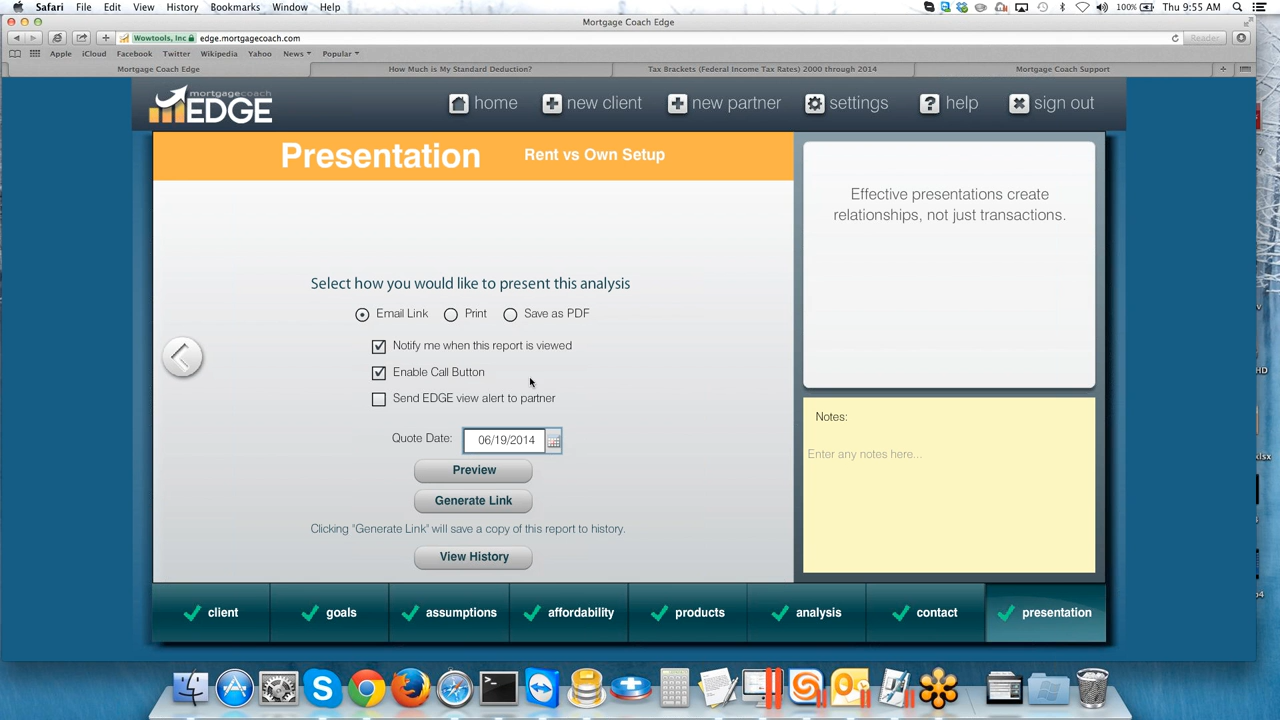 Safari File Edit View History Bookmarks Window Help
100% Thu 9:55 AM
Mortgage Coach Edge
Wowtools, Inc edge.mortgagecoach.com
Reader
Apple iCloud Facebook Twitter Wikipedia Yahoo News Popular
Mortgage Coach Edge
How Much is My Standard Deduction?
Tax Brackets (Federal Income Tax Rates) 2000 through 2014
Mortgage Coach Support
mortgagecoach
EDGE
home
new client
new partner
settings
help
sign out
Presentation
Rent vs Own Setup
Effective presentations create
relationships, not just transactions.
Select how you would like to present this analysis
Email Link Print Save as PDF
Notify me when this report is viewed
Enable Call Button
Send EDGE view alert to partner
Quote Date: 06/19/2014
Preview
Generate Link
Clicking "Generate Link" will save a copy of this report to history.
View History
Notes:
Enter any notes here...
client
goals
assumptions
affordability
products
analysis
contact
presentation